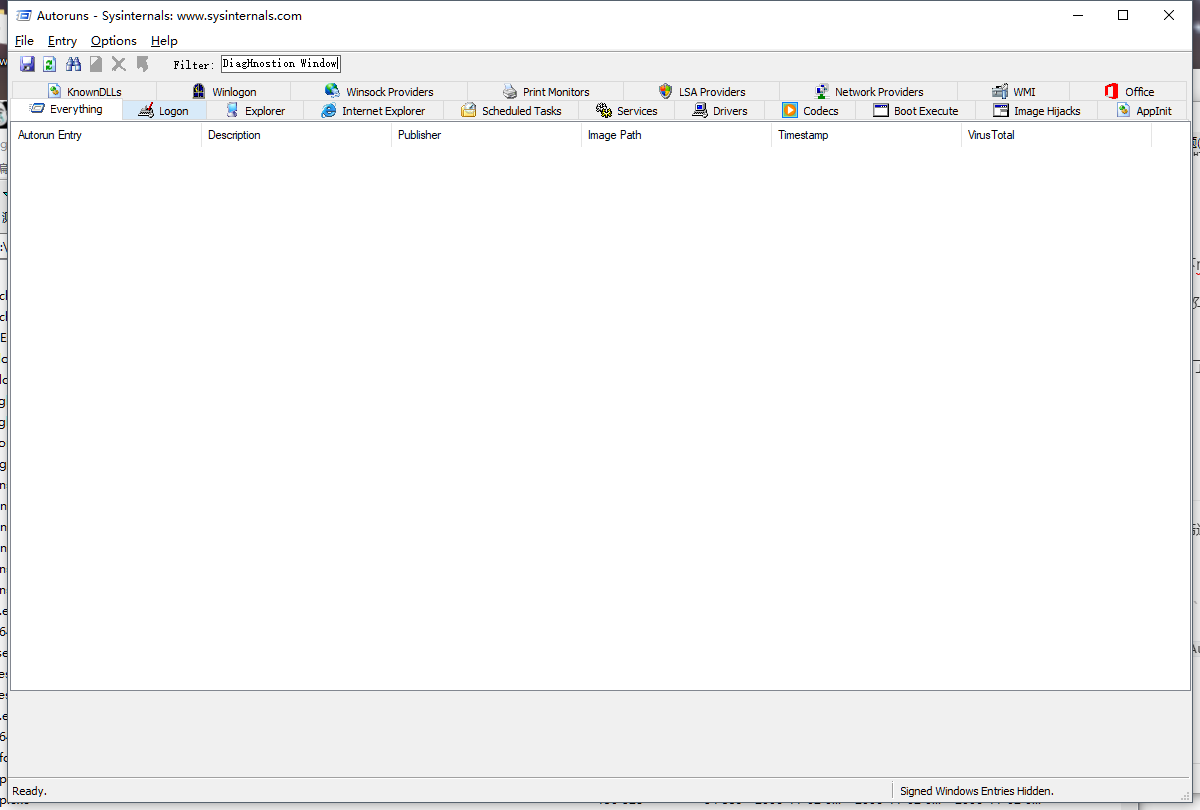 Autoruns - Sysinternals: www.sysinternals.com
File Entry Options Help
Filter: DiagHnostion Window
KnownDLLs Winlogon Winsock Providers Print Monitors LSA Providers Network Providers WMI Office
Everything Logon Explorer Internet Explorer Scheduled Tasks Services Drivers Codecs Boot Execute Image Hijacks AppInit
Autorun Entry Description Publisher Image Path Timestamp VirusTotal
Ready. Signed Windows Entries Hidden.